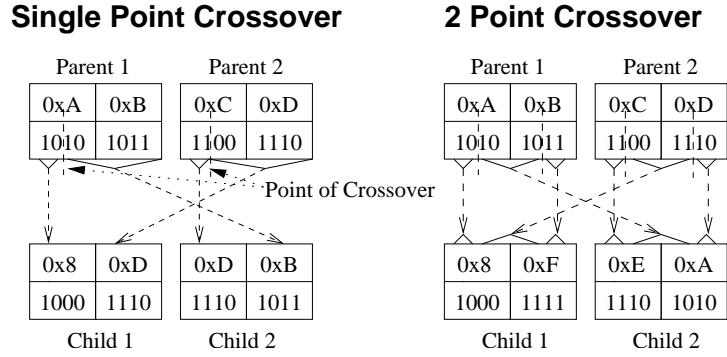 Single Point Crossover
2 Point Crossover
Parent 1 Parent 2
0xA 0xB 0xC 0xD
1010 1011 1100 1110
Point of Crossover
0x8 0xD 0xD 0xB
1000 1110 1110 1011
Child 1 Child 2
Parent 1 Parent 2
0xA 0xB 0xC 0xD
1010 1011 1100 1110
0x8 0xF 0xE 0xA
1000 1111 1110 1010
Child 1 Child 2